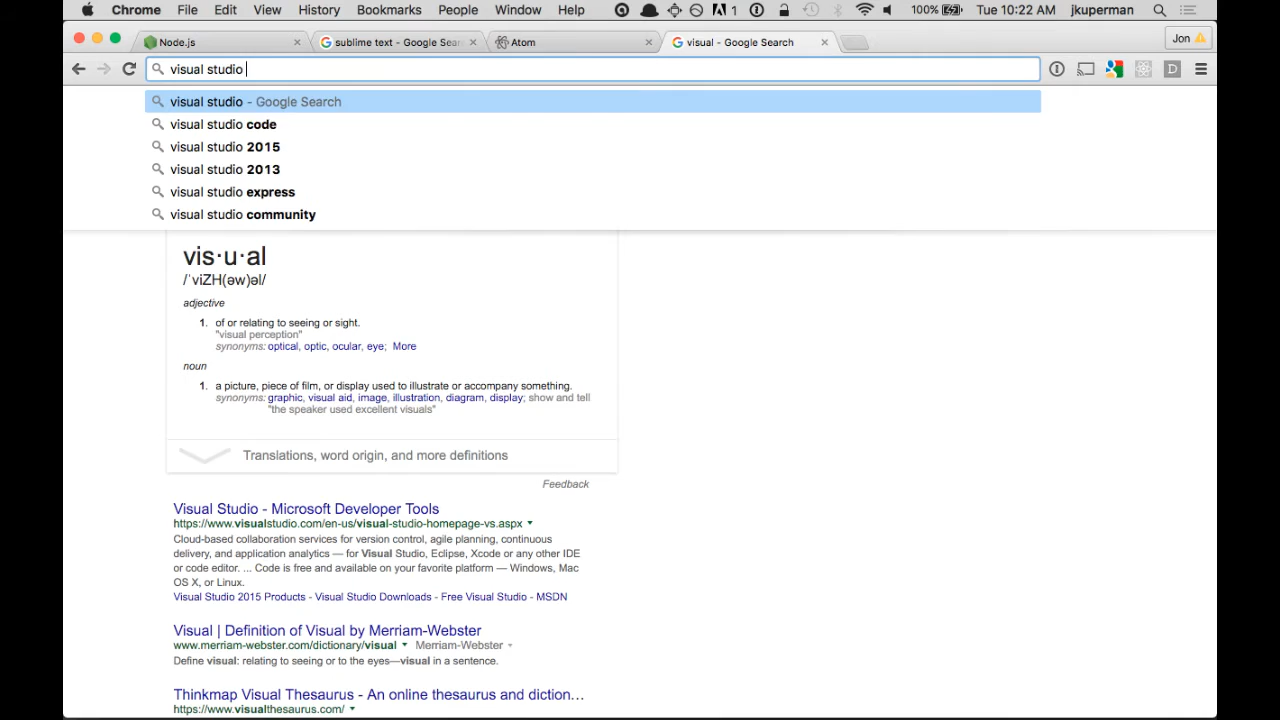 Chrome File Edit View History Bookmarks People Window Help 1 100% Tue 10:22 AM jkuperman
Node.js × sublime text - Google Sear × Atom × visual - Google Search × Jon
visual studio
visual studio - Google Search
visual studio code
visual studio 2015
visual studio 2013
visual studio express
visual studio community
vis·u·al
/ˈviZH(əw)əl/
adjective
1. of or relating to seeing or sight.
"visual perception"
synonyms: optical, optic, ocular, eye; More
noun
1. a picture, piece of film, or display used to illustrate or accompany something.
synonyms: graphic, visual aid, image, illustration, diagram, display; show and tell
"the speaker used excellent visuals"
Translations, word origin, and more definitions
Feedback
Visual Studio - Microsoft Developer Tools
https://www.visualstudio.com/en-us/visual-studio-homepage-vs.aspx
Cloud-based collaboration services for version control, agile planning, continuous
delivery, and application analytics — for Visual Studio, Eclipse, Xcode or any other IDE
or code editor. ... Code is free and available on your favorite platform — Windows, Mac
OS X, or Linux.
Visual Studio 2015 Products - Visual Studio Downloads - Free Visual Studio - MSDN
Visual | Definition of Visual by Merriam-Webster
www.merriam-webster.com/dictionary/visual Merriam-Webster
Define visual: relating to seeing or to the eyes—visual in a sentence.
Thinkmap Visual Thesaurus - An online thesaurus and diction…
https://www.visualthesaurus.com/